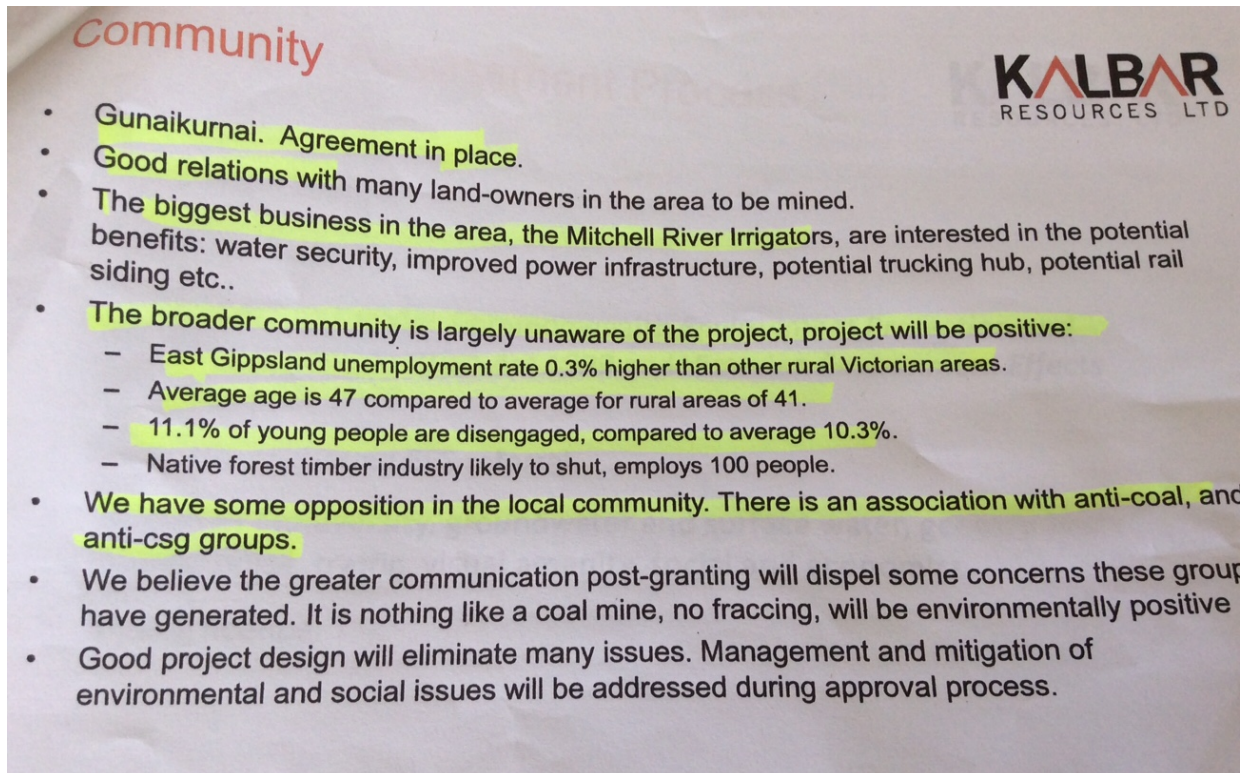 Community
KALBAR
RESOURCES LTD
• Gunaikurnai. Agreement in place.
• Good relations with many land-owners in the area to be mined.
• The biggest business in the area, the Mitchell River Irrigators, are interested in the potential
benefits: water security, improved power infrastructure, potential trucking hub, potential rail
siding etc..
• The broader community is largely unaware of the project, project will be positive:
– East Gippsland unemployment rate 0.3% higher than other rural Victorian areas.
– Average age is 47 compared to average for rural areas of 41.
– 11.1% of young people are disengaged, compared to average 10.3%.
– Native forest timber industry likely to shut, employs 100 people.
• We have some opposition in the local community. There is an association with anti-coal, and
anti-csg groups.
• We believe the greater communication post-granting will dispel some concerns these group
have generated. It is nothing like a coal mine, no fraccing, will be environmentally positive
• Good project design will eliminate many issues. Management and mitigation of
environmental and social issues will be addressed during approval process.